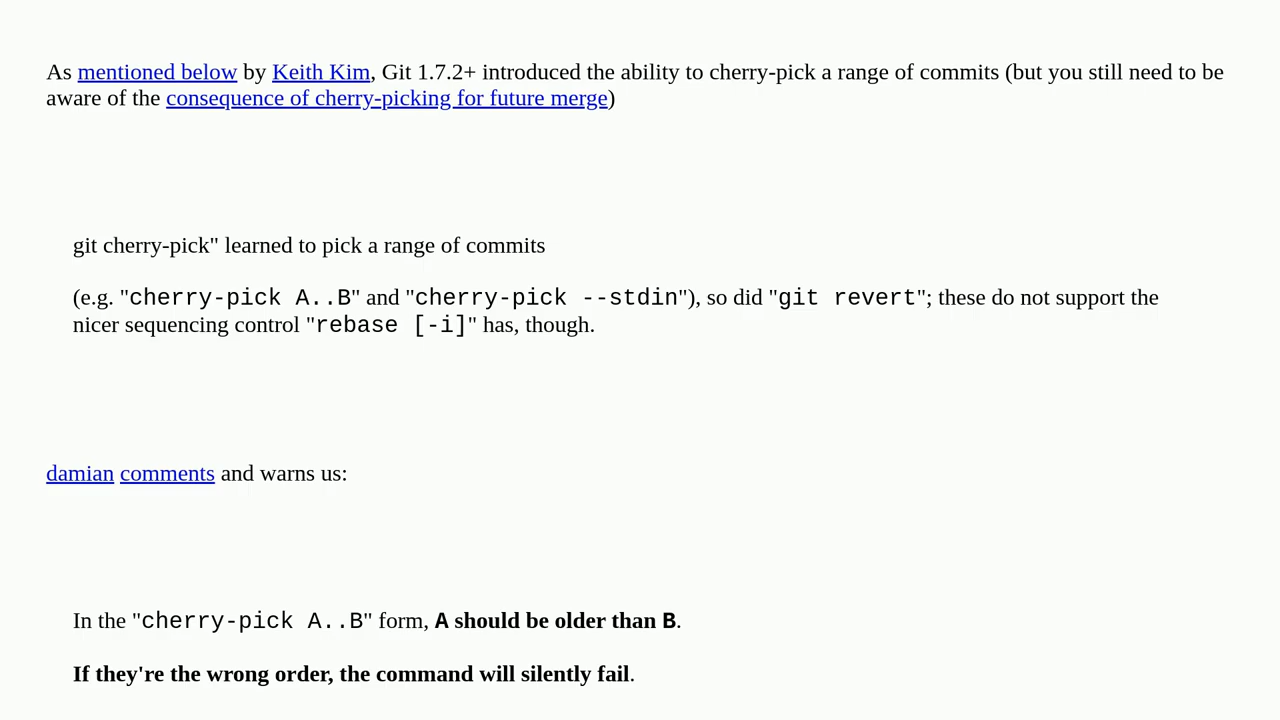 As mentioned below by Keith Kim, Git 1.7.2+ introduced the ability to cherry-pick a range of commits (but you still need to be
aware of the consequence of cherry-picking for future merge)
git cherry-pick" learned to pick a range of commits
(e.g. "cherry-pick A..B" and "cherry-pick --stdin"), so did "git revert"; these do not support the
nicer sequencing control "rebase [-i]" has, though.
damian comments and warns us:
In the "cherry-pick A..B" form, A should be older than B.
If they're the wrong order, the command will silently fail.